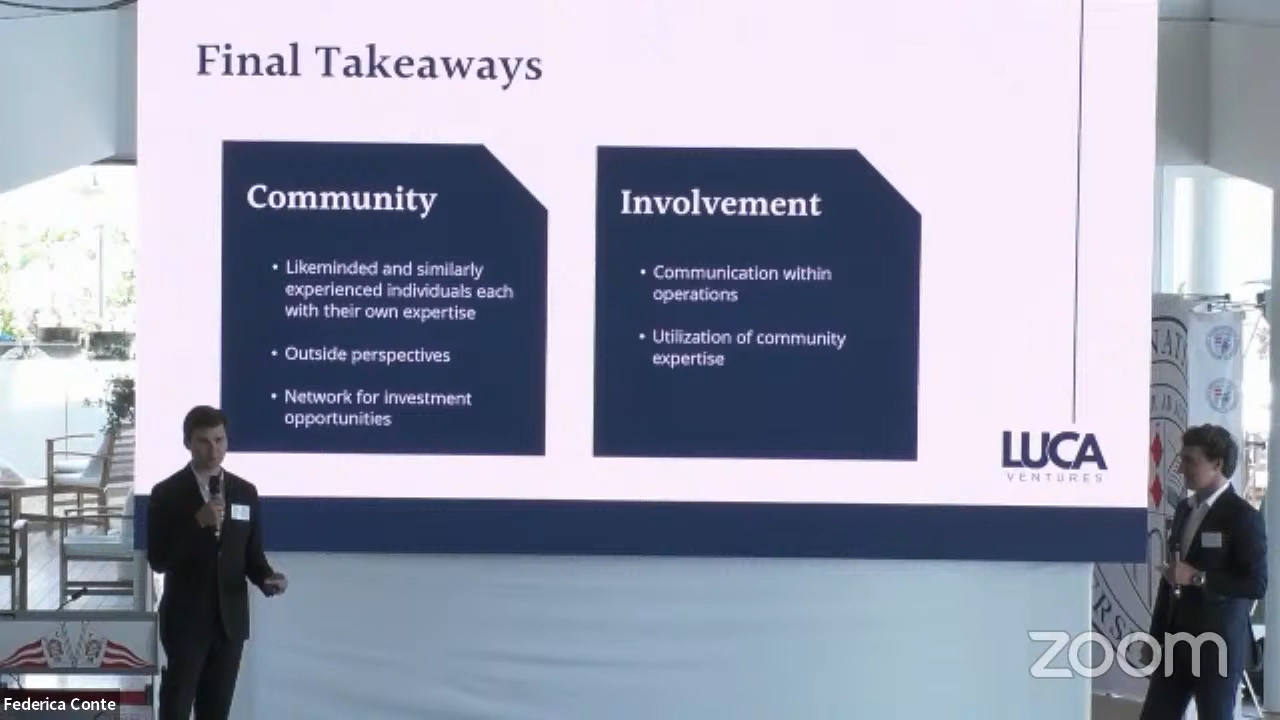 Final Takeaways
Community
• Likeminded and similarly
experienced individuals each
with their own expertise
• Outside perspectives
• Network for investment
opportunities
Involvement
• Communication within
operations
• Utilization of community
expertise
LUCA
VENTURES
zoom
Federica Conte